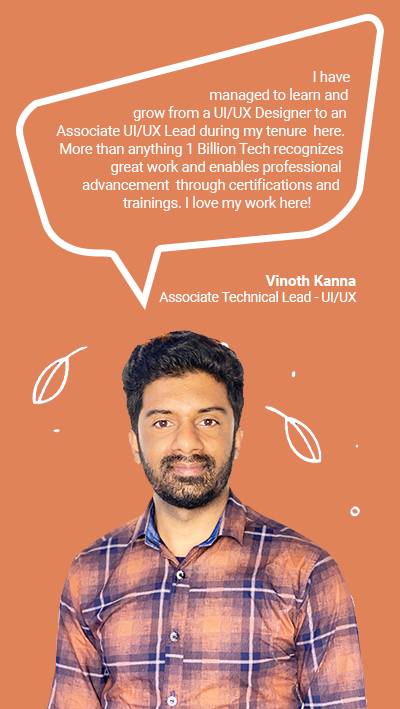 I have
managed to learn and
grow from a UI/UX Designer to an
Associate UI/UX Lead during my tenure here.
More than anything 1 Billion Tech recognizes
great work and enables professional
advancement through certifications and
trainings. I love my work here!
Vinoth Kanna
Associate Technical Lead - UI/UX